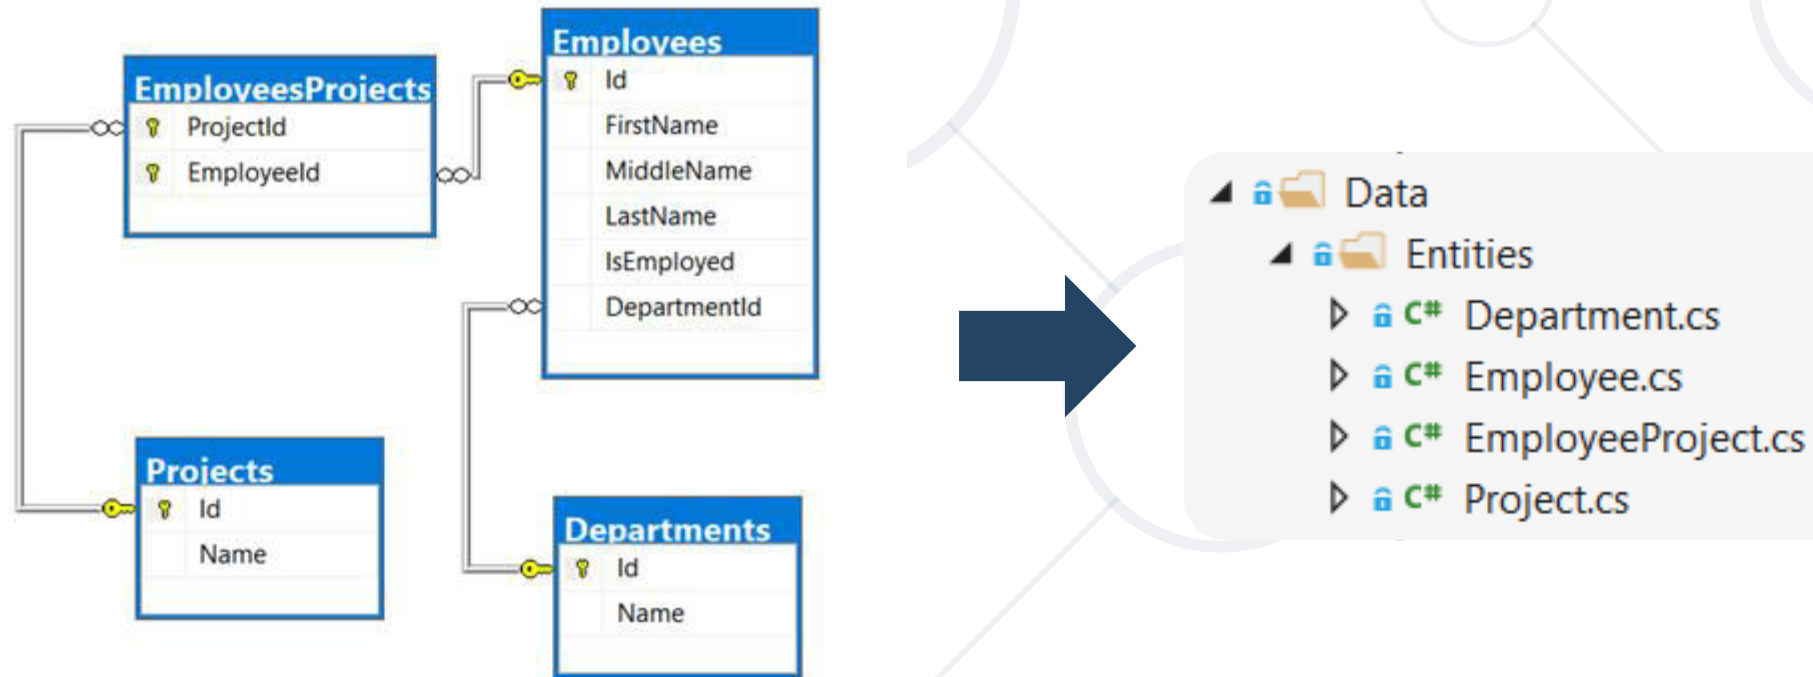 EmployeesProjects
ProjectId
EmployeeId
Employees
Id
FirstName
MiddleName
LastName
IsEmployed
DepartmentId
Projects
Id
Name
Departments
Id
Name
Data
Entities
C# Department.cs
C# Employee.cs
C# EmployeeProject.cs
C# Project.cs